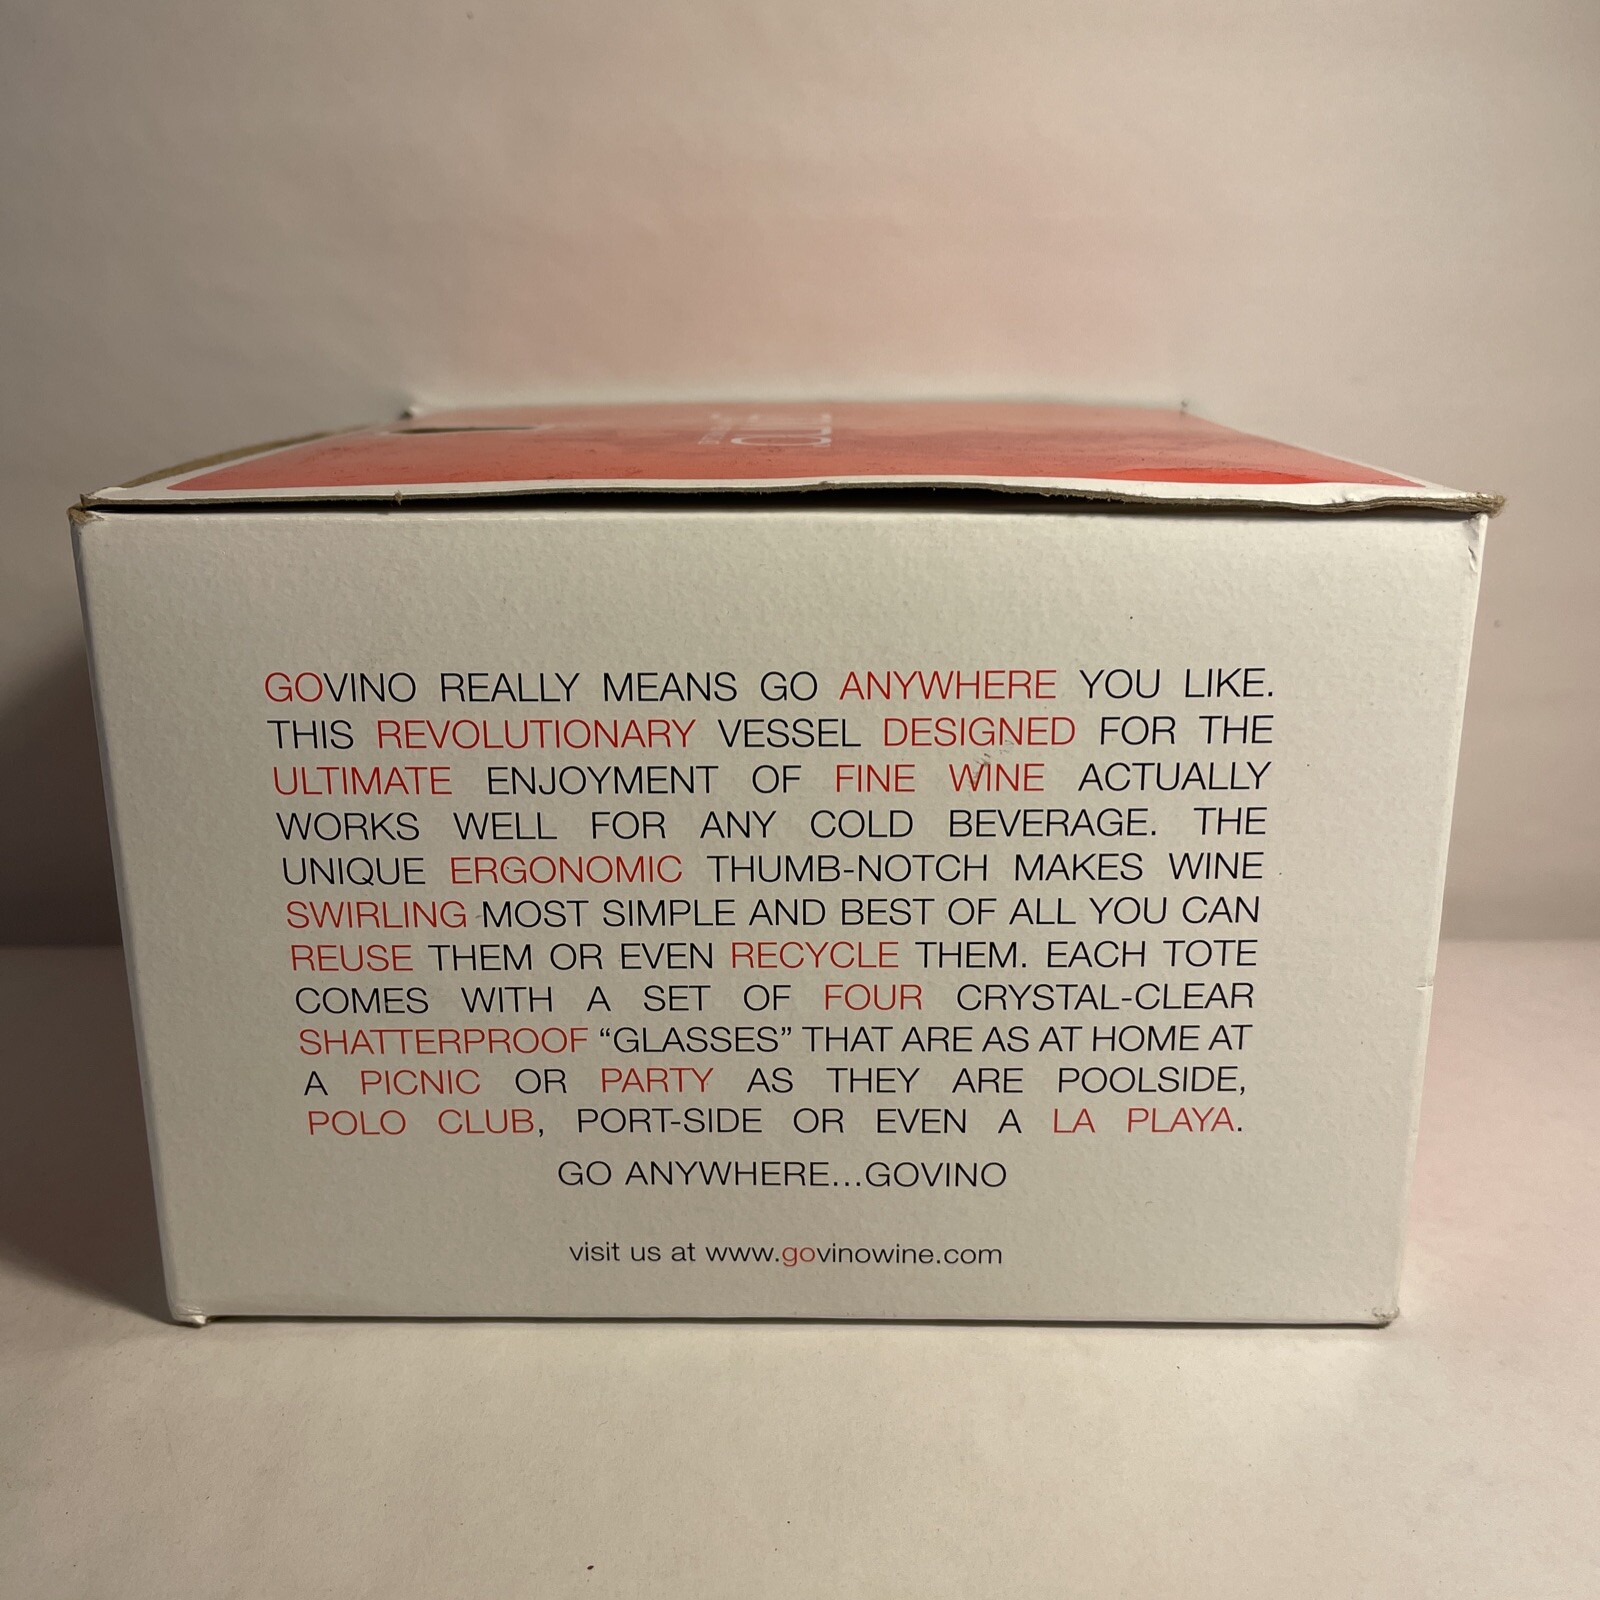 GOVINO REALLY MEANS GO ANYWHERE YOU LIKE.
THIS REVOLUTIONARY VESSEL DESIGNED FOR THE
ULTIMATE ENJOYMENT OF FINE WINE ACTUALLY
WORKS WELL FOR ANY COLD BEVERAGE. THE
UNIQUE ERGONOMIC THUMB-NOTCH MAKES WINE
SWIRLING MOST SIMPLE AND BEST OF ALL YOU CAN
REUSE THEM OR EVEN RECYCLE THEM. EACH TOTE
COMES WITH A SET OF FOUR CRYSTAL-CLEAR
SHATTERPROOF “GLASSES” THAT ARE AS AT HOME AT
A PICNIC OR PARTY AS THEY ARE POOLSIDE,
POLO CLUB, PORT-SIDE OR EVEN A LA PLAYA.
GO ANYWHERE...GOVINO
visit us at www.govinowine.com